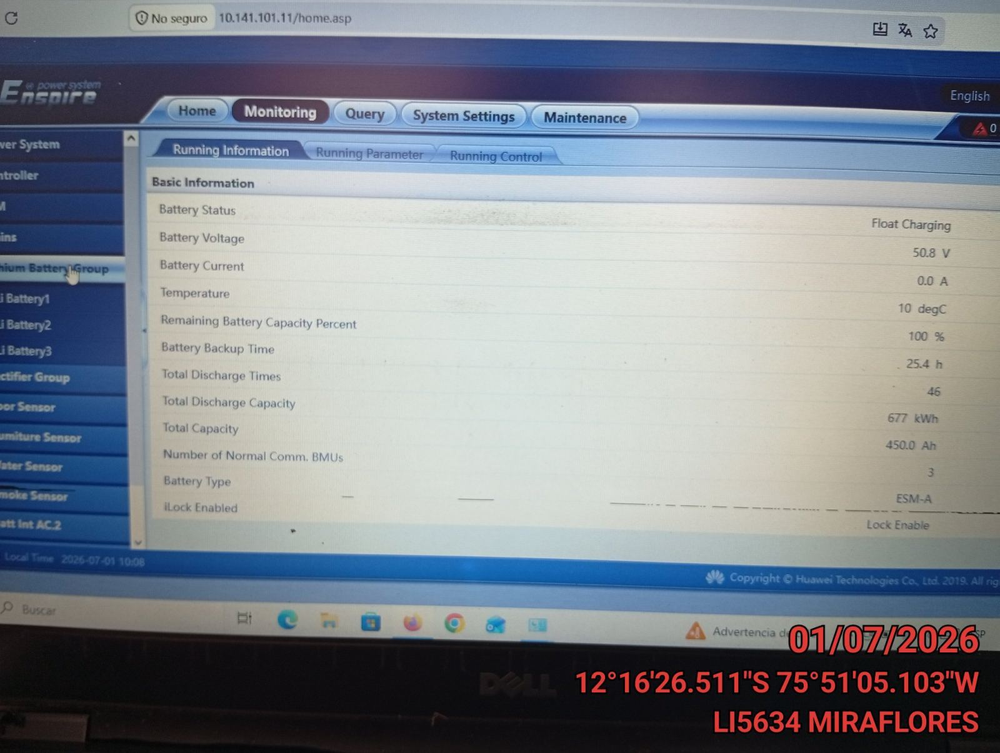 No seguro 10.141.101.11/home.asp
power system
Enspire
English
Home Monitoring Query System Settings Maintenance
0
ver System
ntroller
M
ins
hium Battery Group
i Battery1
i Battery2
i Battery3
ctifier Group
oor Sensor
umiture Sensor
ater Sensor
moke Sensor
att Int AC.2
Running Information Running Parameter Running Control
Basic Information
Battery Status Float Charging
Battery Voltage 50.8 V
Battery Current 0.0 A
Temperature 10 degC
Remaining Battery Capacity Percent 100 %
Battery Backup Time 25.4 h
Total Discharge Times 46
Total Discharge Capacity 677 kWh
Total Capacity 450.0 Ah
Number of Normal Comm. BMUs 3
Battery Type ESM-A
iLock Enabled Lock Enable
Local Time 2026-07-01 10:08
Copyright © Huawei Technologies Co., Ltd. 2019. All rig
Buscar
Advertencia de
DELL
01/07/2026
12°16'26.511"S 75°51'05.103"W
LI5634 MIRAFLORES